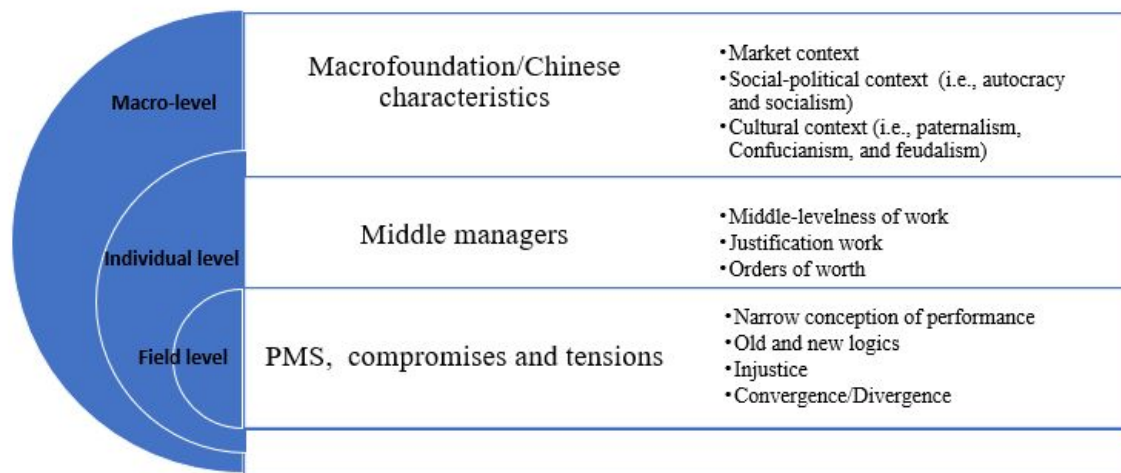 Macro-level
Macrofoundation/Chinese
characteristics
•Market context
•Social-political context (i.e., autocracy
and socialism)
•Cultural context (i.e., paternalism,
Confucianism, and feudalism)
Individual level
Middle managers
•Middle-levelness of work
•Justification work
•Orders of worth
Field level
PMS, compromises and tensions
•Narrow conception of performance
•Old and new logics
•Injustice
•Convergence/Divergence